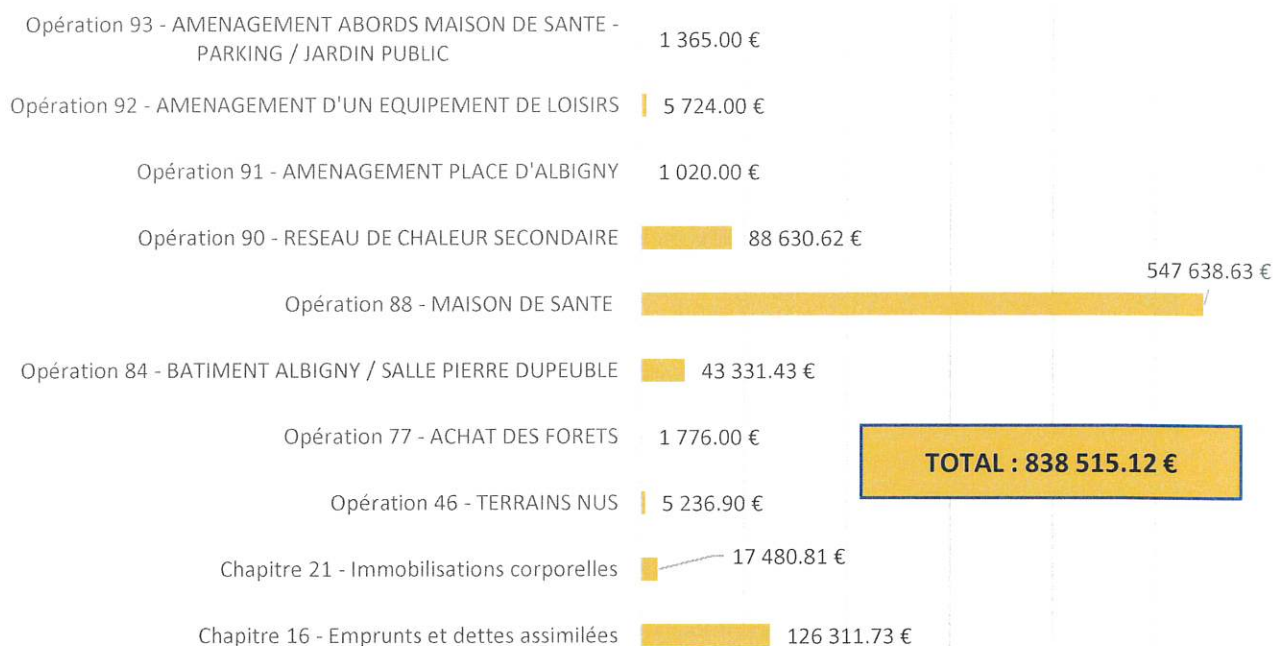 Opération 93 - AMENAGEMENT ABORDS MAISON DE SANTE -
PARKING / JARDIN PUBLIC
1 365.00 €
Opération 92 - AMENAGEMENT D'UN EQUIPEMENT DE LOISIRS
5 724.00 €
Opération 91 - AMENAGEMENT PLACE D'ALBIGNY
1 020.00 €
Opération 90 - RESEAU DE CHALEUR SECONDAIRE
88 630.62 €
Opération 88 - MAISON DE SANTE
547 638.63 €
Opération 84 - BATIMENT ALBIGNY / SALLE PIERRE DUPEUBLE
43 331.43 €
Opération 77 - ACHAT DES FORETS
1 776.00 €
TOTAL : 838 515.12 €
Opération 46 - TERRAINS NUS
5 236.90 €
Chapitre 21 - Immobilisations corporelles
17 480.81 €
Chapitre 16 - Emprunts et dettes assimilées
126 311.73 €